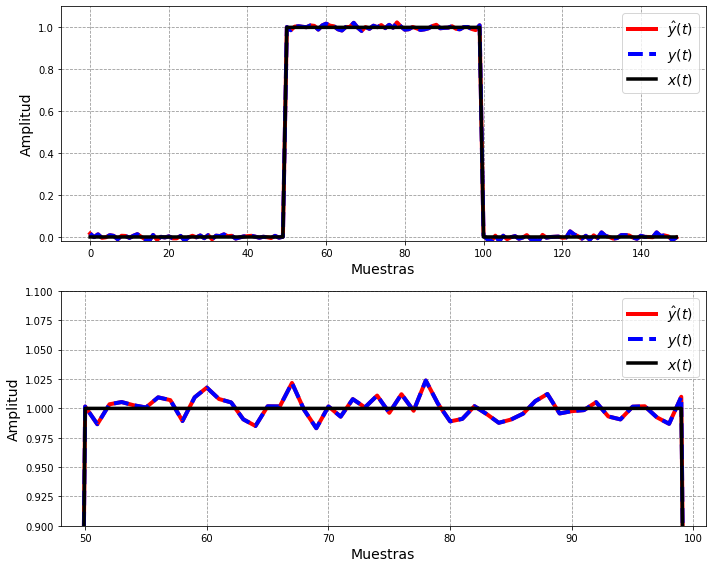 1.0
0.8
0.6
0.4
0.2
0.0
Amplitud
ŷ(t)
y(t)
x(t)
0 20 40 60 80 100 120 140
Muestras
1.100
1.075
1.050
1.025
1.000
0.975
0.950
0.925
0.900
Amplitud
ŷ(t)
y(t)
x(t)
50 60 70 80 90 100
Muestras